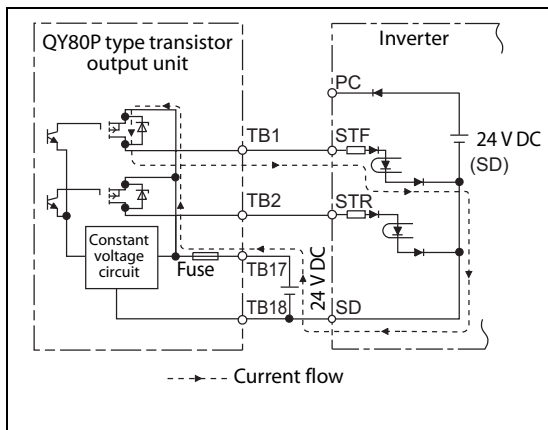 QY80P type transistor
output unit
Inverter
PC
TB1
STF
24 V DC
(SD)
TB2
STR
Constant
voltage
circuit
Fuse
TB17
24 V DC
TB18
SD
Current flow